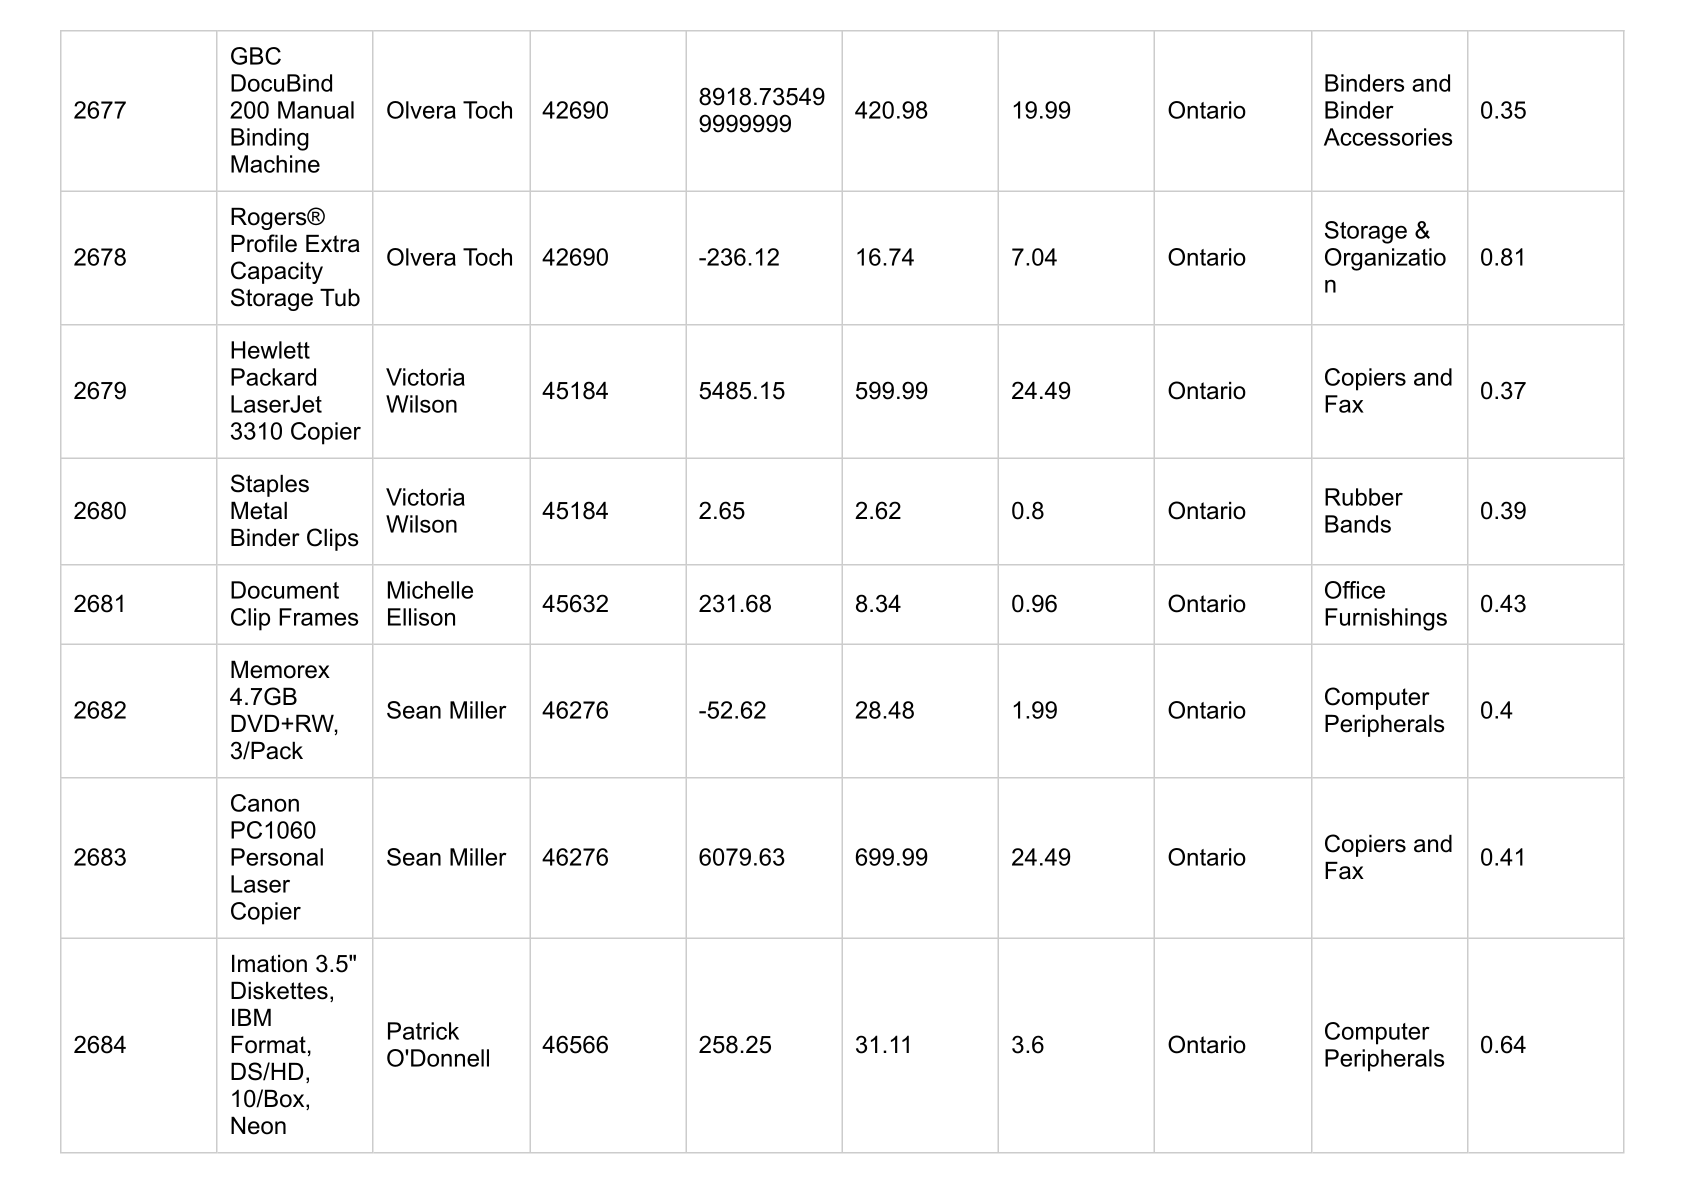 2677
GBC
DocuBind
200 Manual
Binding
Machine
Olvera Toch
42690
8918.73549
9999999
420.98
19.99
Ontario
Binders and
Binder
Accessories
0.35
2678
Rogers®
Profile Extra
Capacity
Storage Tub
Olvera Toch
42690
-236.12
16.74
7.04
Ontario
Storage &
Organizatio
n
0.81
2679
Hewlett
Packard
LaserJet
3310 Copier
Victoria
Wilson
45184
5485.15
599.99
24.49
Ontario
Copiers and
Fax
0.37
2680
Staples
Metal
Binder Clips
Victoria
Wilson
45184
2.65
2.62
0.8
Ontario
Rubber
Bands
0.39
2681
Document
Clip Frames
Michelle
Ellison
45632
231.68
8.34
0.96
Ontario
Office
Furnishings
0.43
2682
Memorex
4.7GB
DVD+RW,
3/Pack
Sean Miller
46276
-52.62
28.48
1.99
Ontario
Computer
Peripherals
0.4
2683
Canon
PC1060
Personal
Laser
Copier
Sean Miller
46276
6079.63
699.99
24.49
Ontario
Copiers and
Fax
0.41
2684
Imation 3.5"
Diskettes,
IBM
Format,
DS/HD,
10/Box,
Neon
Patrick
O'Donnell
46566
258.25
31.11
3.6
Ontario
Computer
Peripherals
0.64